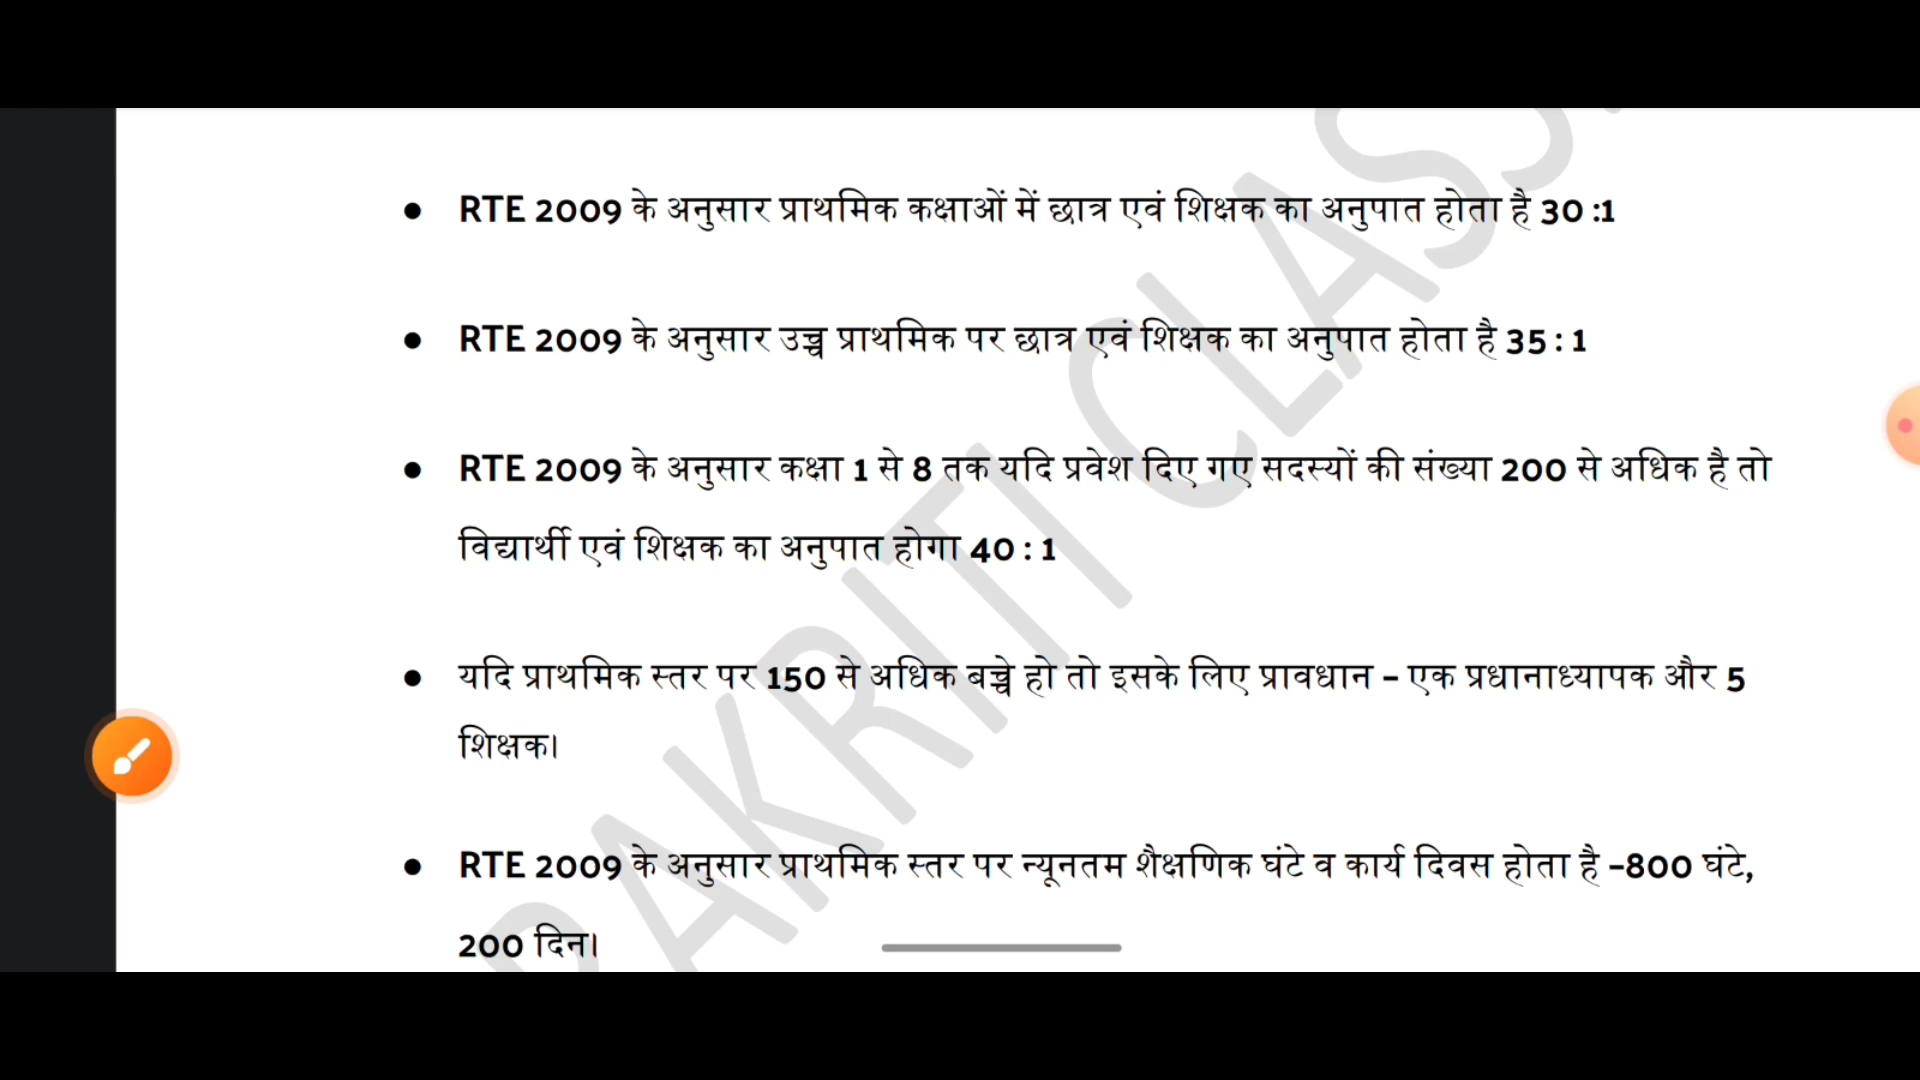 • RTE 2009 के अनुसार प्राथमिक कक्षाओं में छात्र एवं शिक्षक का अनुपात होता है 30 :1
• RTE 2009 के अनुसार उच्च प्राथमिक पर छात्र एवं शिक्षक का अनुपात होता है 35 : 1
• RTE 2009 के अनुसार कक्षा 1 से 8 तक यदि प्रवेश दिए गए सदस्यों की संख्या 200 से अधिक है तो
विद्यार्थी एवं शिक्षक का अनुपात होगा 40 : 1
• यदि प्राथमिक स्तर पर 150 से अधिक बच्चे हो तो इसके लिए प्रावधान – एक प्रधानाध्यापक और 5
शिक्षक।
• RTE 2009 के अनुसार प्राथमिक स्तर पर न्यूनतम शैक्षणिक घंटे व कार्य दिवस होता है –800 घंटे,
200 दिन।